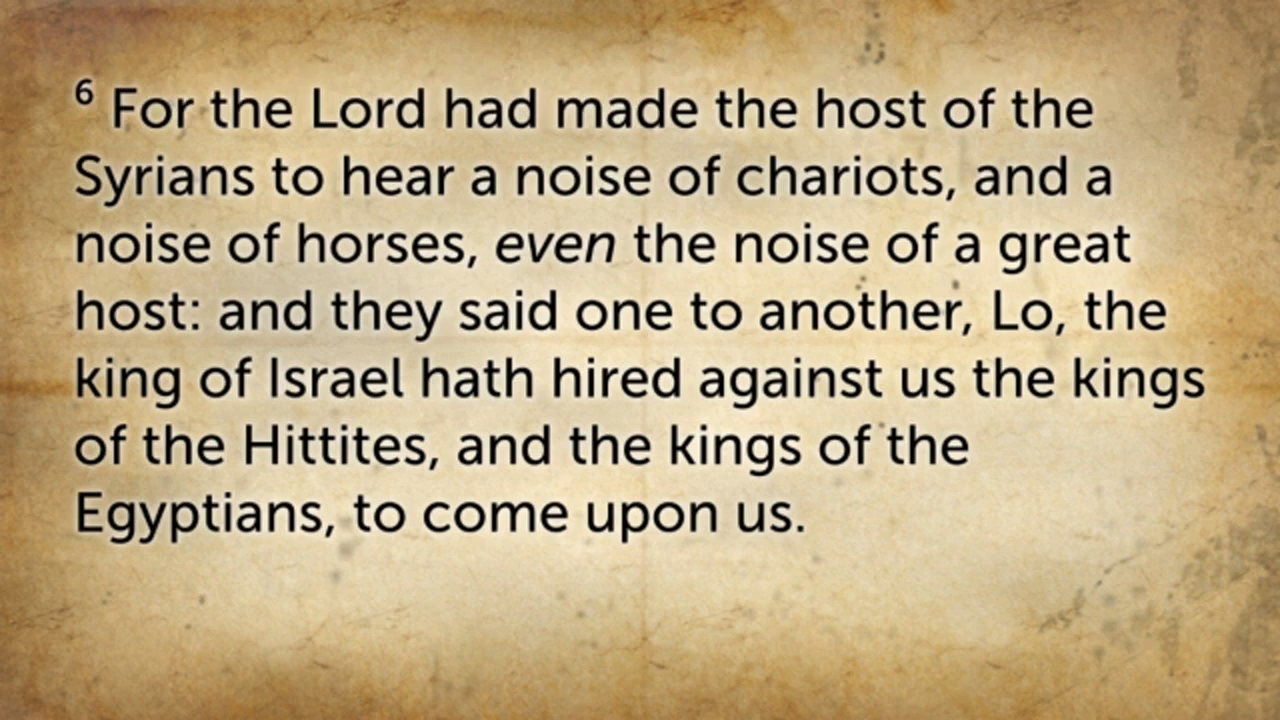 6 For the Lord had made the host of the
Syrians to hear a noise of chariots, and a
noise of horses, even the noise of a great
host: and they said one to another, Lo, the
king of Israel hath hired against us the kings
of the Hittites, and the kings of the
Egyptians, to come upon us.